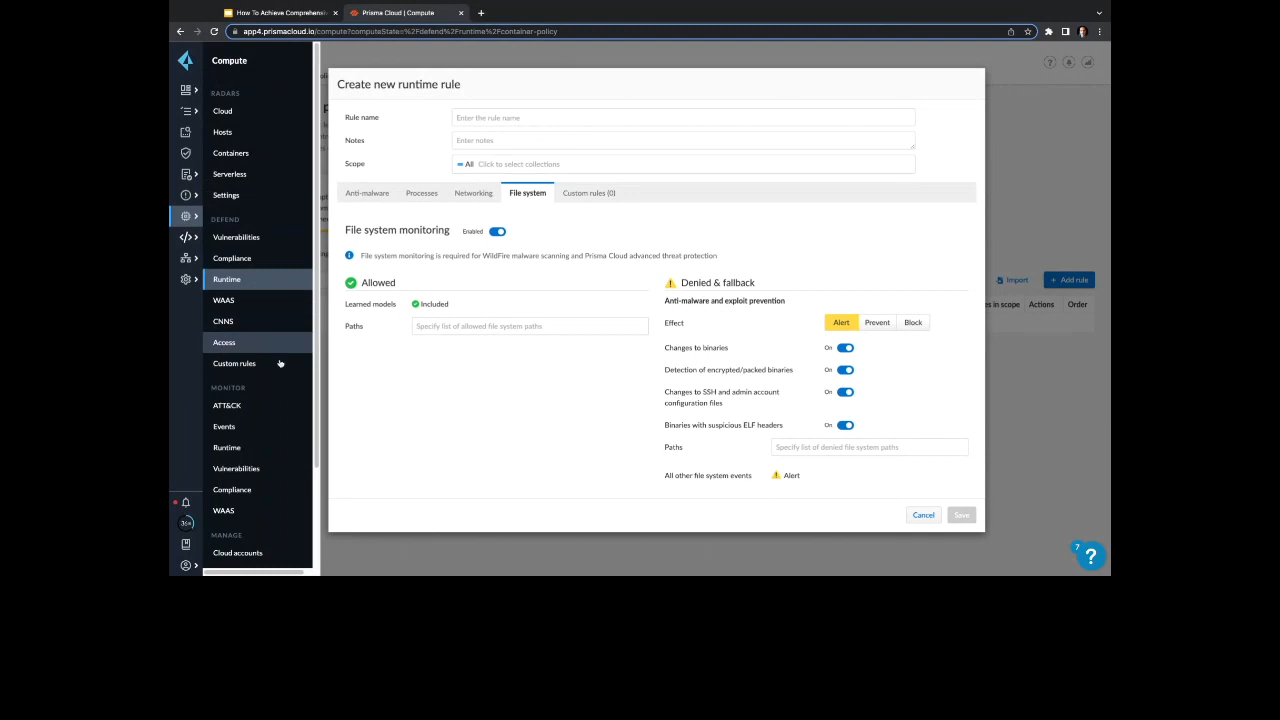 How To Achieve Comprehensiv
Prisma Cloud | Compute
app4.prismacloud.io/compute?computeState=%2Fdefend%2Fruntime%2Fcontainer-policy
Compute
RADARS
Cloud
Hosts
Containers
Serverless
Settings
DEFEND
Vulnerabilities
Compliance
Runtime
WAAS
CNNS
Access
Custom rules
MONITOR
ATT&CK
Events
Runtime
Vulnerabilities
Compliance
WAAS
MANAGE
Cloud accounts
Create new runtime rule
Rule name
Enter the rule name
Notes
Enter notes
Scope
All Click to select collections
Anti-malware Processes Networking File system Custom rules (0)
File system monitoring Enabled
File system monitoring is required for WildFire malware scanning and Prisma Cloud advanced threat protection
Allowed
Learned models Included
Paths Specify list of allowed file system paths
Denied & fallback
Anti-malware and exploit prevention
Effect Alert Prevent Block
Changes to binaries On
Detection of encrypted/packed binaries On
Changes to SSH and admin account
configuration files On
Binaries with suspicious ELF headers On
Paths Specify list of denied file system paths
All other file system events Alert
Cancel Save
Import + Add rule
es in scope Actions Order
7
?